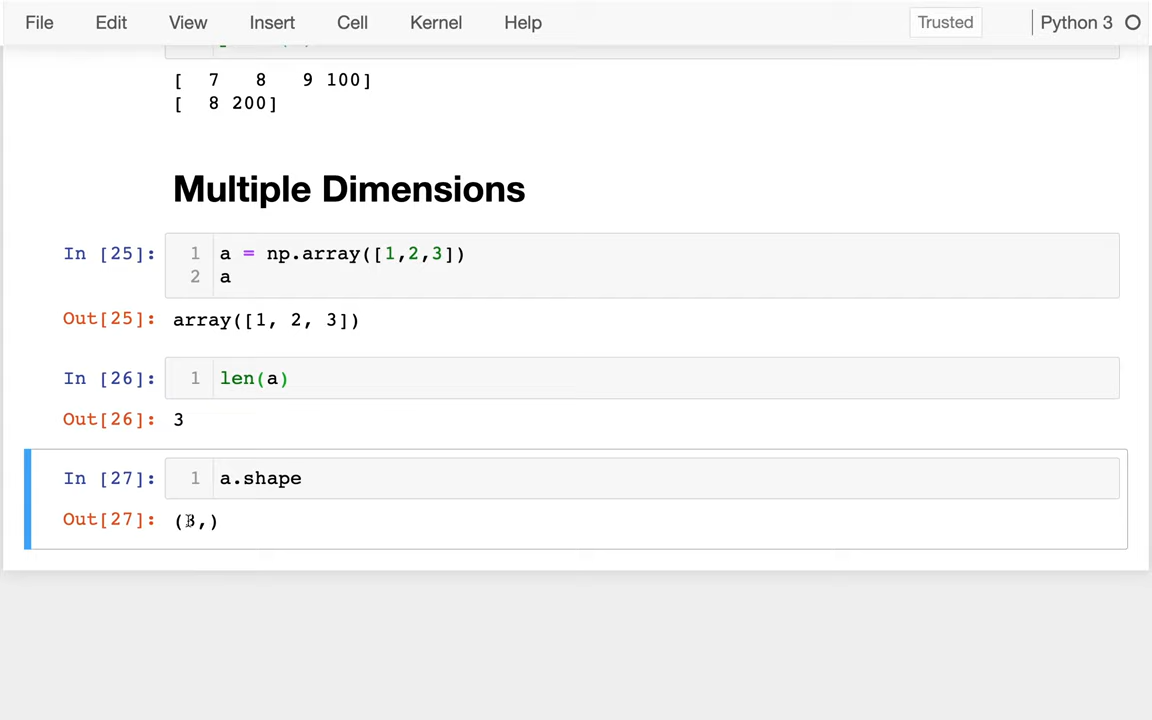 File Edit View Insert Cell Kernel Help Trusted Python 3
[ 7 8 9 100]
[ 8 200]
Multiple Dimensions
In [25]: 1 a = np.array([1,2,3])
2 a
Out[25]: array([1, 2, 3])
In [26]: 1 len(a)
Out[26]: 3
In [27]: 1 a.shape
Out[27]: (3,)